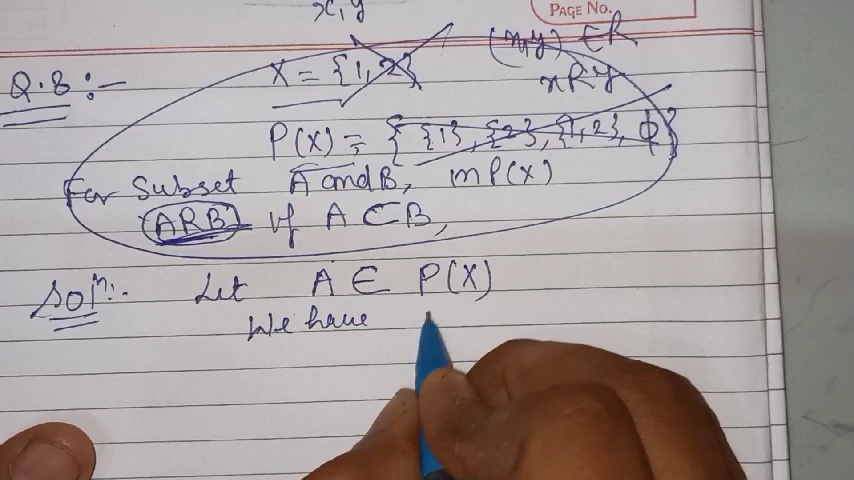 x, y
PAGE NO.
Q.8 :- X = {1, 2} (x, y) ∈ R
xRy
P(X) = { {1}, {2}, {1, 2}, ϕ }
For Subset A and B, in P(X)
ARB if A ⊂ B,
Solⁿ:. Let A ∈ P(X)
We have